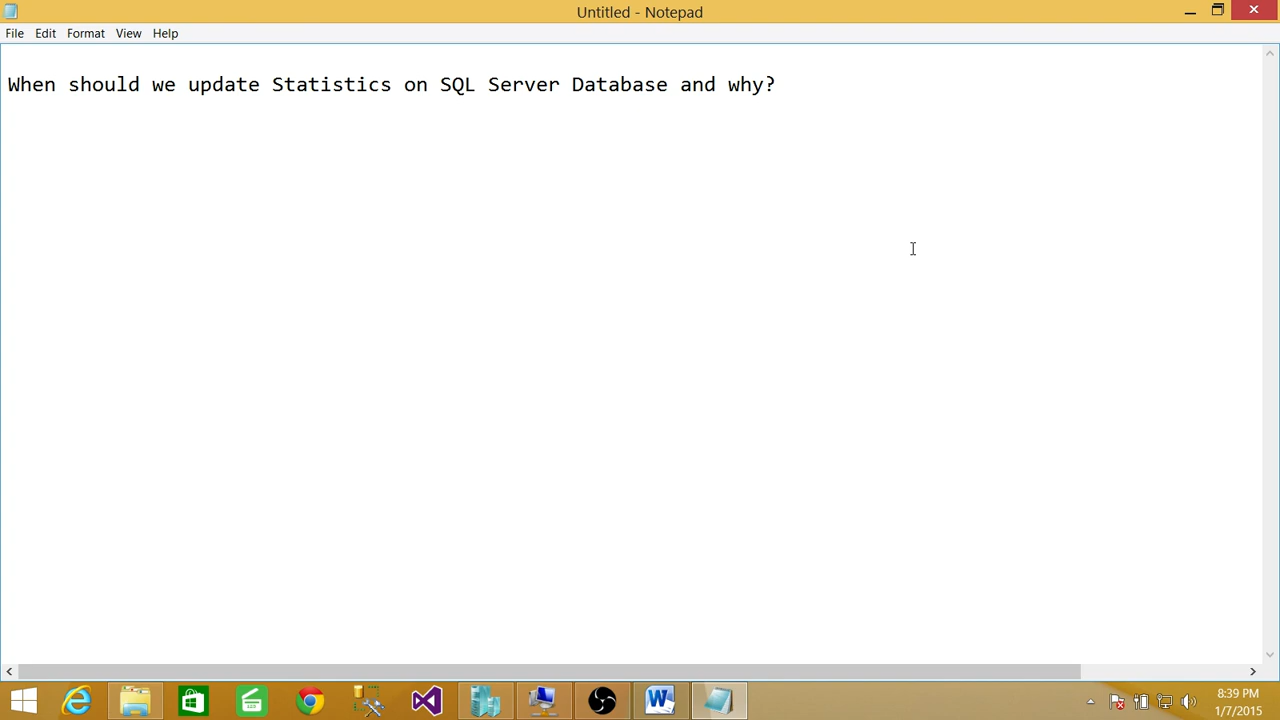 Untitled - Notepad
File Edit Format View Help
When should we update Statistics on SQL Server Database and why?
8:39 PM
1/7/2015